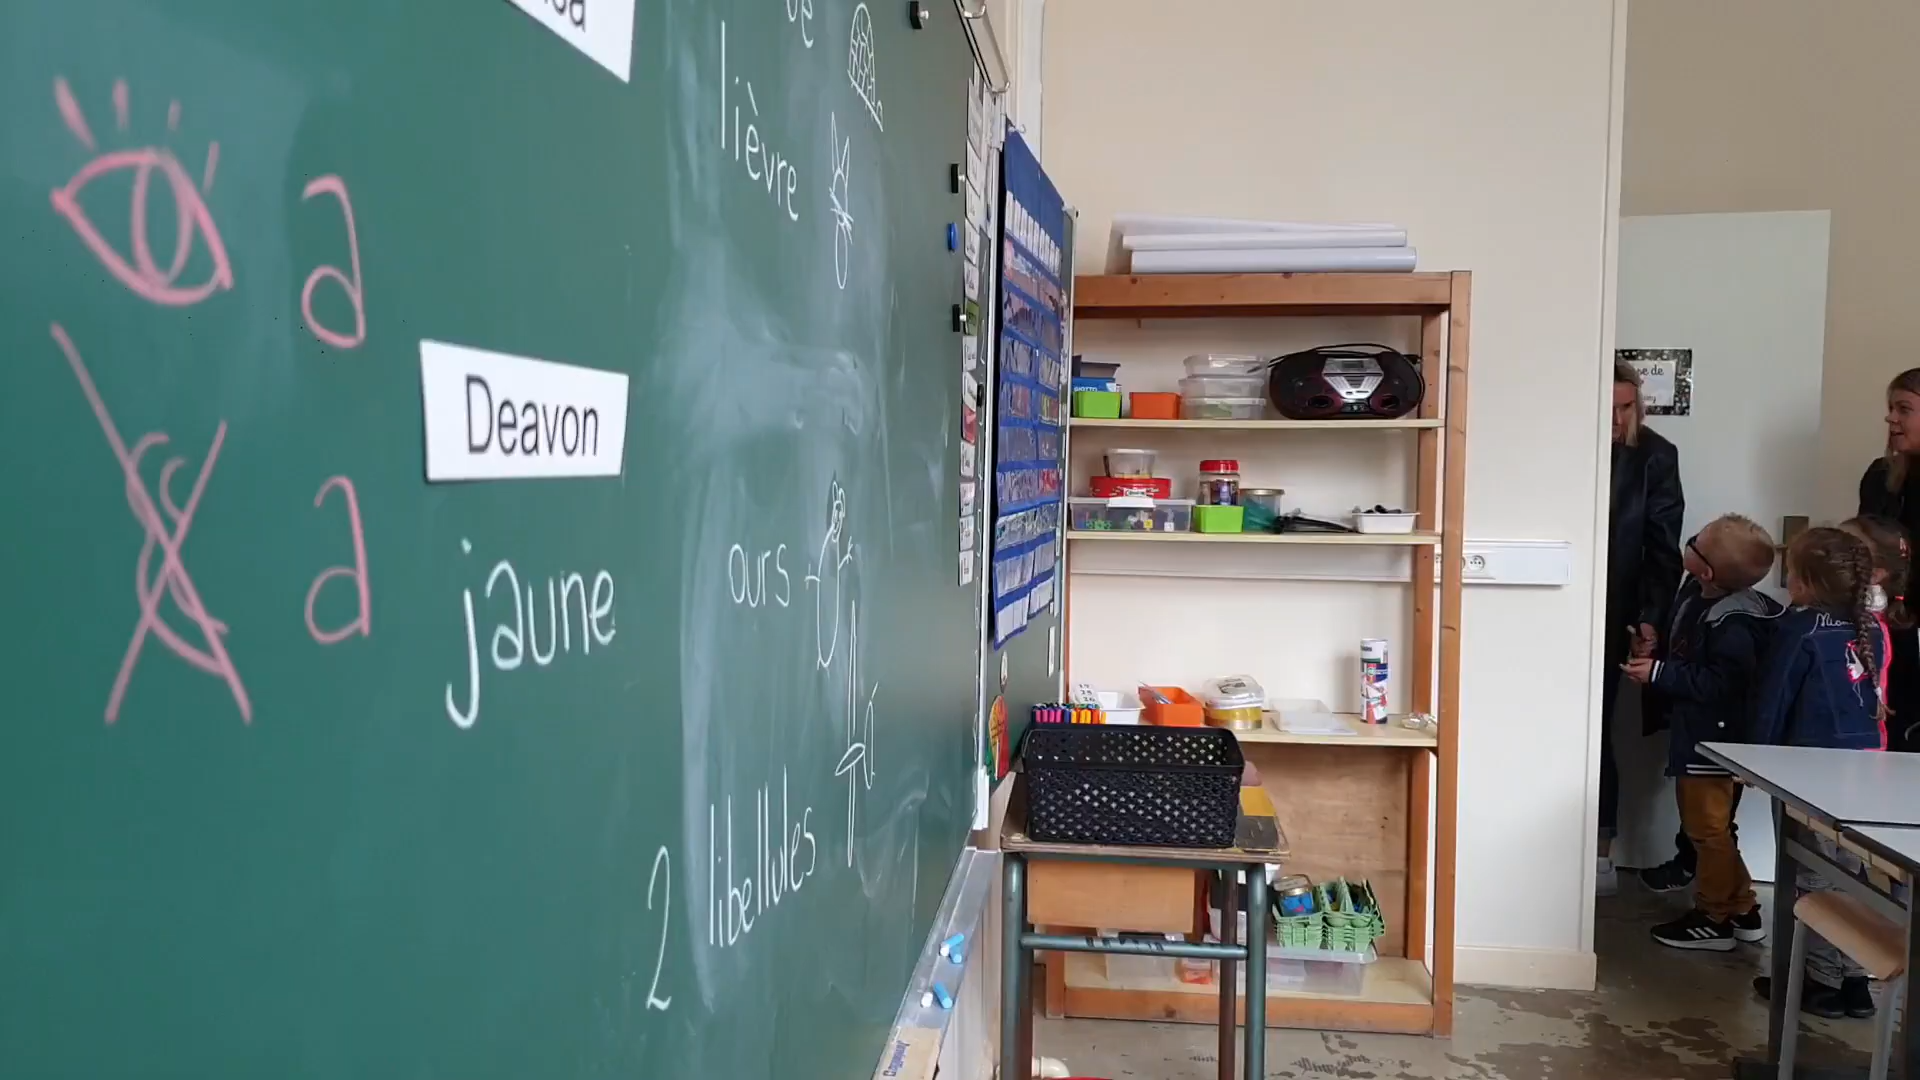 lièvre
a
Deavon
a
jaune
ours
2 libellules